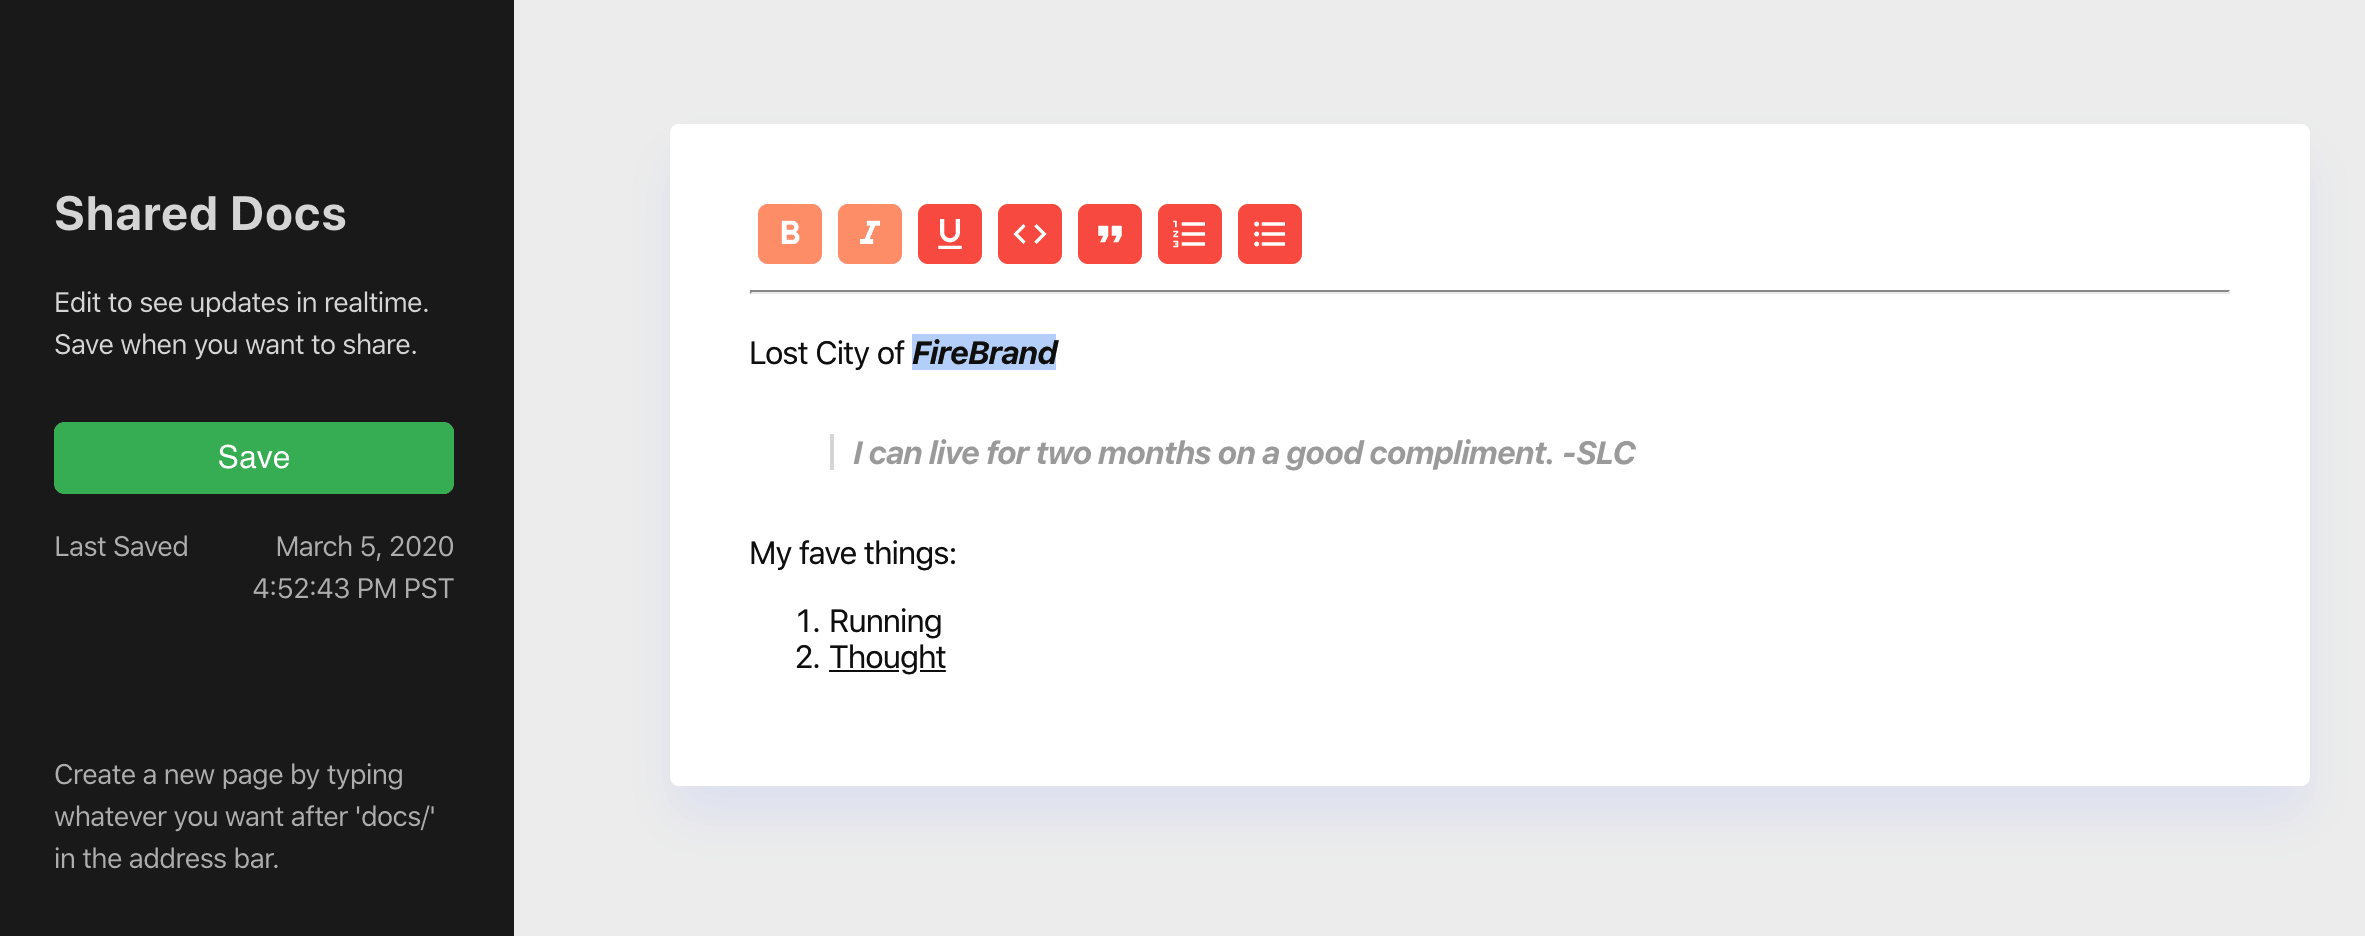 Shared Docs
Edit to see updates in realtime.
Save when you want to share.
Save
Last Saved March 5, 2020
4:52:43 PM PST
Create a new page by typing
whatever you want after 'docs/'
in the address bar.
B I U <> ” 1 2 3
Lost City of FireBrand
I can live for two months on a good compliment. -SLC
My fave things:
1. Running
2. Thought